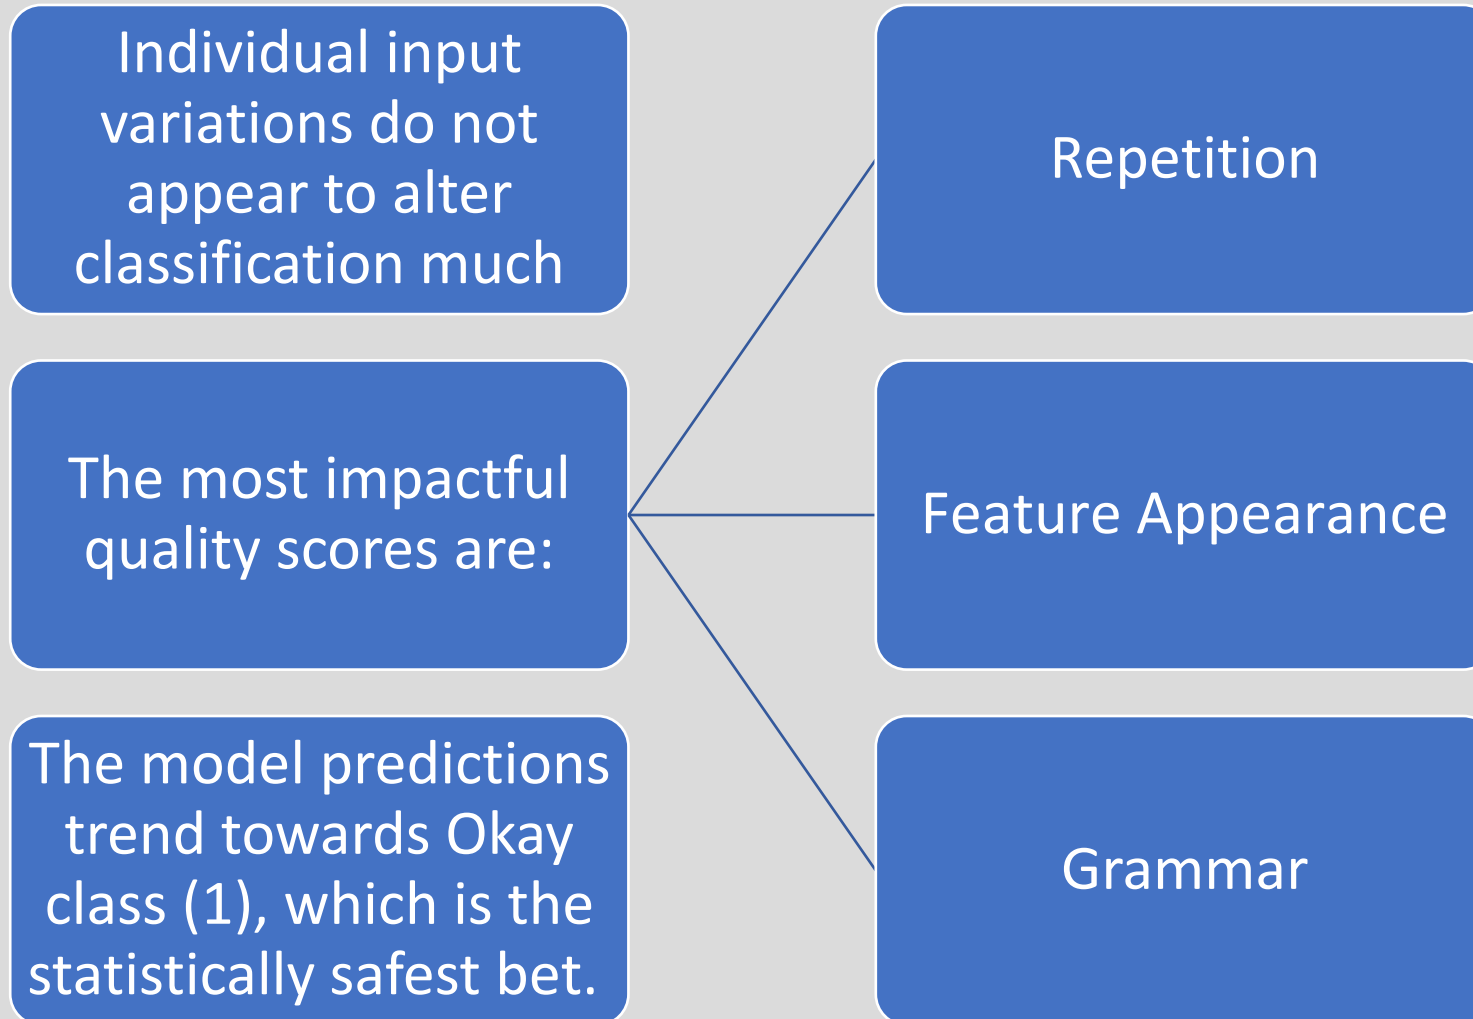 Individual input
variations do not
appear to alter
classification much
The most impactful
quality scores are:
Repetition
Feature Appearance
Grammar
The model predictions
trend towards Okay
class (1), which is the
statistically safest bet.